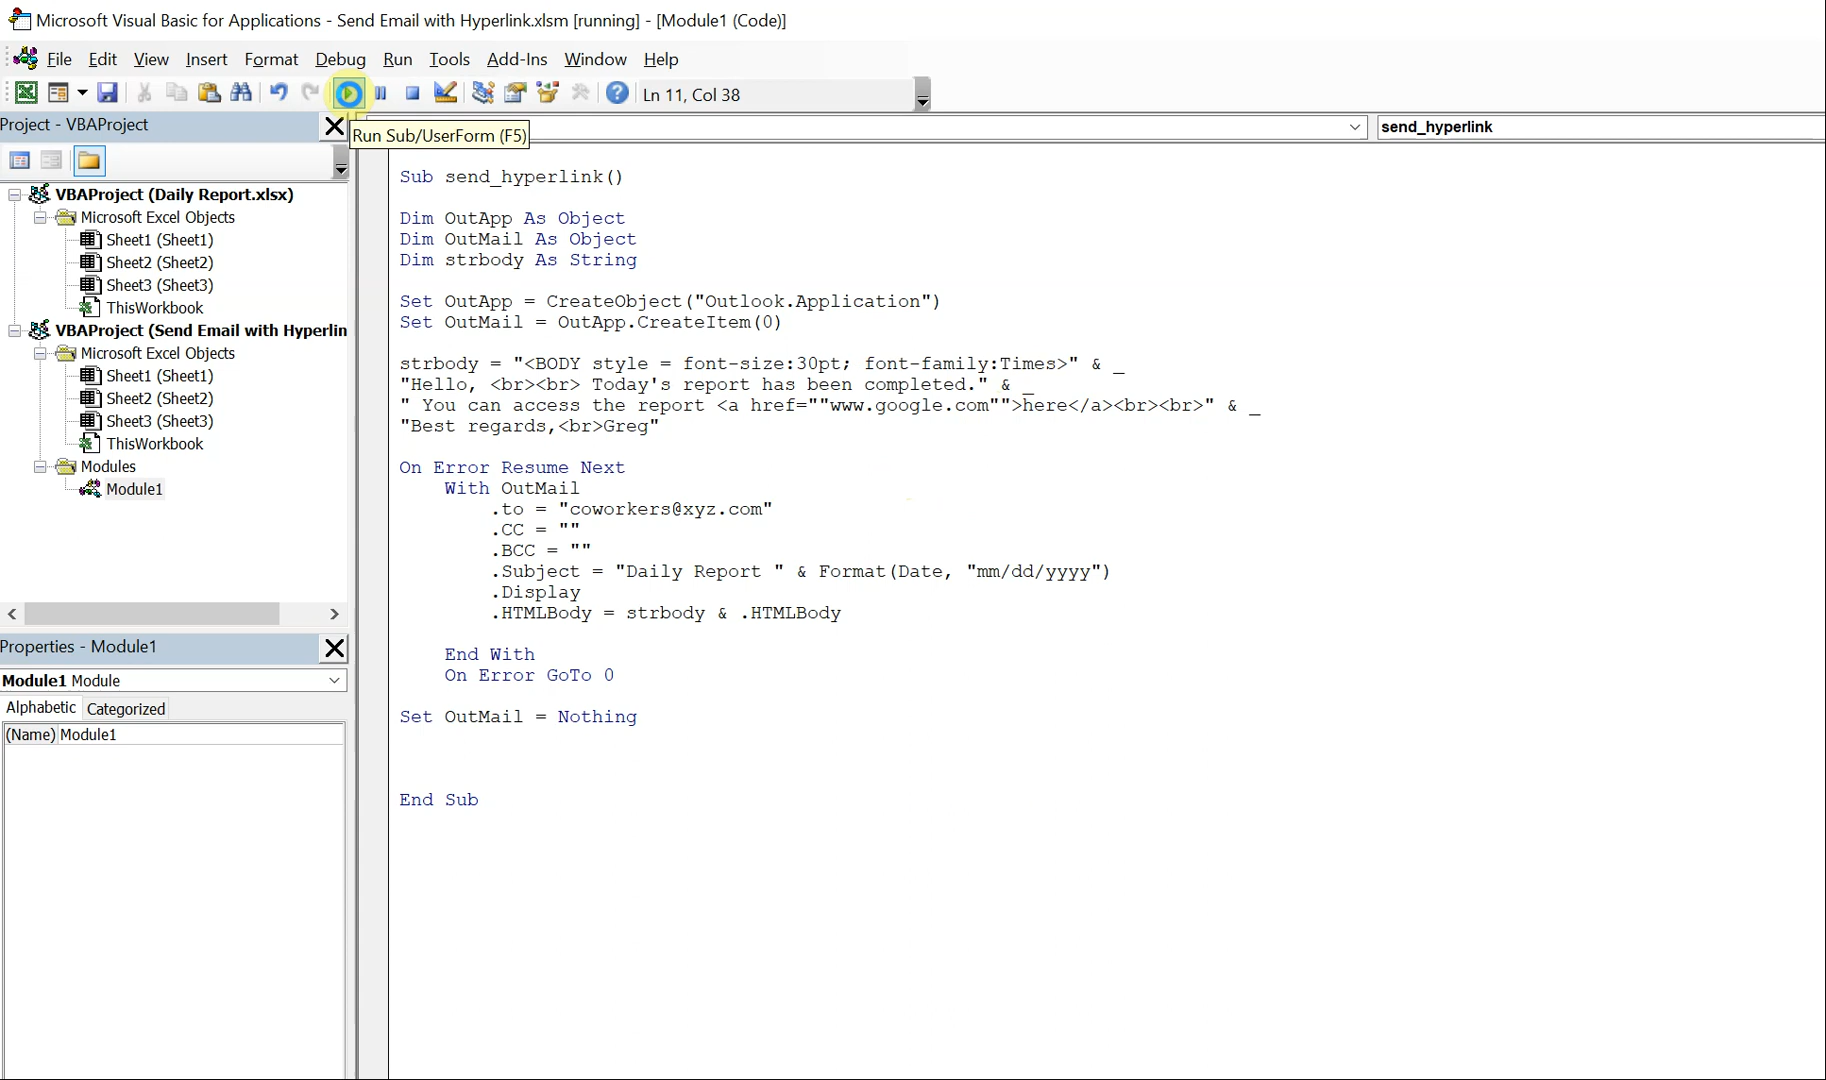 Microsoft Visual Basic for Applications - Send Email with Hyperlink.xlsm [running] - [Module1 (Code)]
File Edit View Insert Format Debug Run Tools Add-Ins Window Help
Ln 11, Col 38
Project - VBAProject
Run Sub/UserForm (F5)
send_hyperlink
VBAProject (Daily Report.xlsx)
Microsoft Excel Objects
Sheet1 (Sheet1)
Sheet2 (Sheet2)
Sheet3 (Sheet3)
ThisWorkbook
VBAProject (Send Email with Hyperlin
Microsoft Excel Objects
Sheet1 (Sheet1)
Sheet2 (Sheet2)
Sheet3 (Sheet3)
ThisWorkbook
Modules
Module1
Properties - Module1
Module1 Module
Alphabetic Categorized
(Name) Module1
Sub send_hyperlink()
Dim OutApp As Object
Dim OutMail As Object
Dim strbody As String
Set OutApp = CreateObject("Outlook.Application")
Set OutMail = OutApp.CreateItem(0)
strbody = "<BODY style = font-size:30pt; font-family:Times>" & _
"Hello, <br><br> Today's report has been completed." & _
" You can access the report <a href=""www.google.com"">here</a><br><br>" & _
"Best regards,<br>Greg"
On Error Resume Next
With OutMail
.to = "coworkers@xyz.com"
.CC = ""
.BCC = ""
.Subject = "Daily Report " & Format(Date, "mm/dd/yyyy")
.Display
.HTMLBody = strbody & .HTMLBody
End With
On Error GoTo 0
Set OutMail = Nothing
End Sub